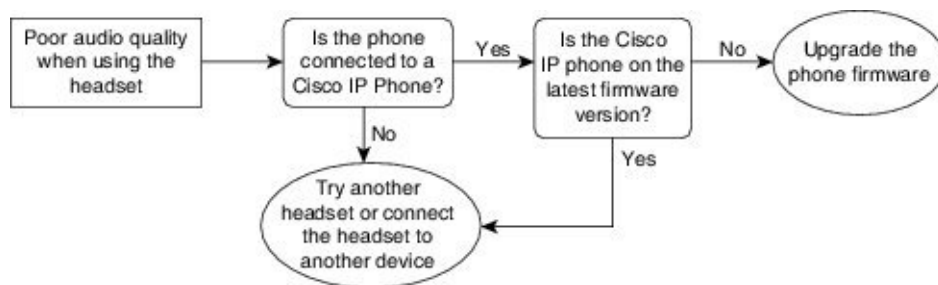 Poor audio quality
when using the
headset
Is the phone
connected to a
Cisco IP Phone?
Yes
Is the Cisco
IP phone on the
latest firmware
version?
No
Upgrade the
phone firmware
No
Yes
Try another
headset or connect
the headset to
another device